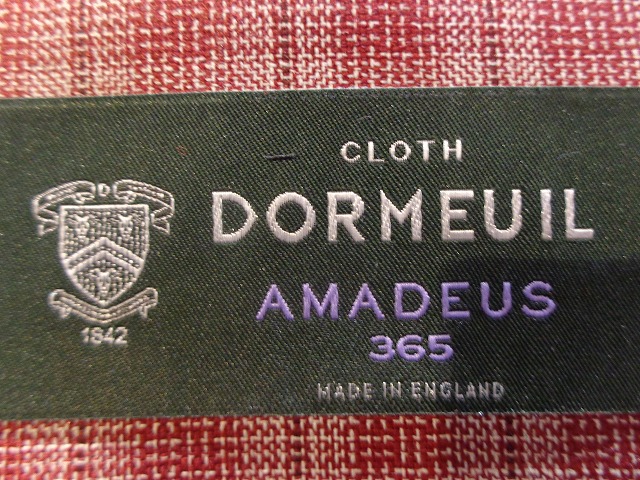 CLOTH
DORMEUIL
AMADEUS
365
MADE IN ENGLAND
D
1842